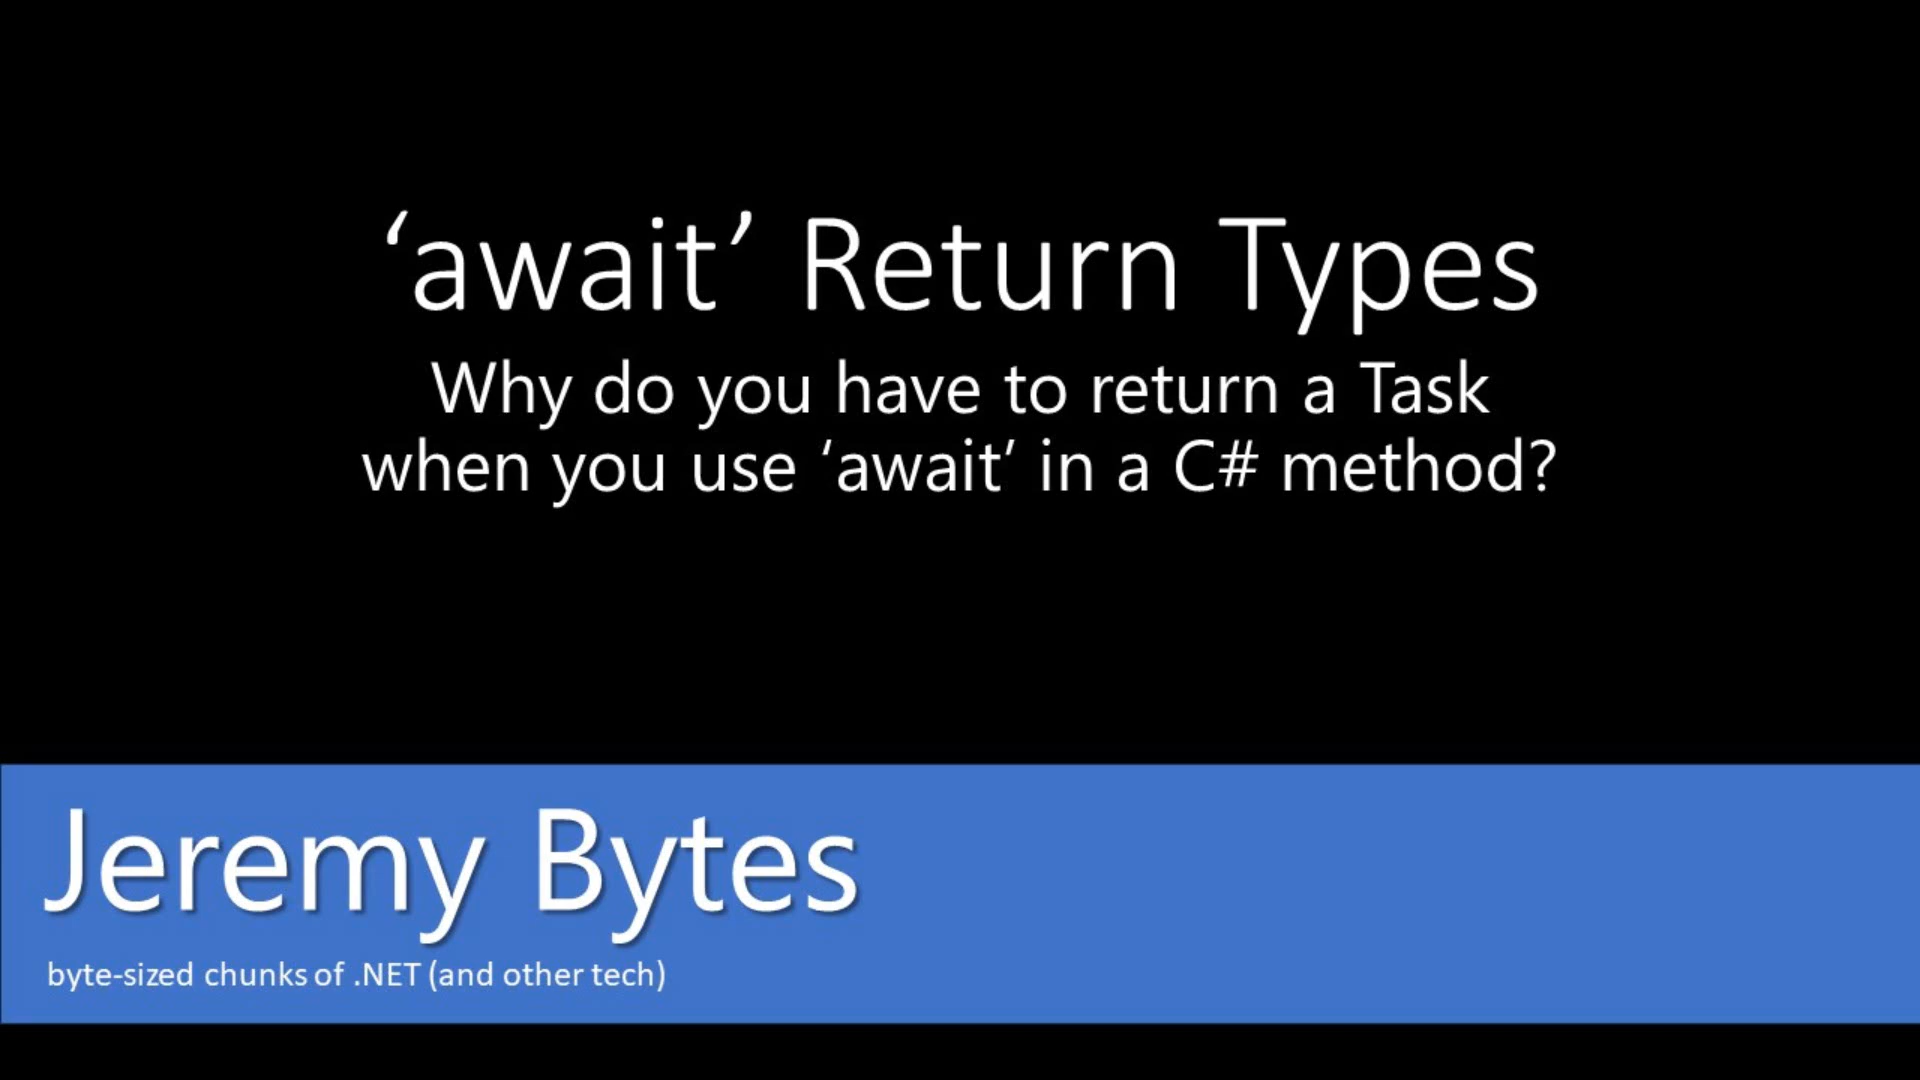 ‘await’ Return Types
Why do you have to return a Task
when you use ‘await’ in a C# method?
Jeremy Bytes
byte-sized chunks of .NET (and other tech)